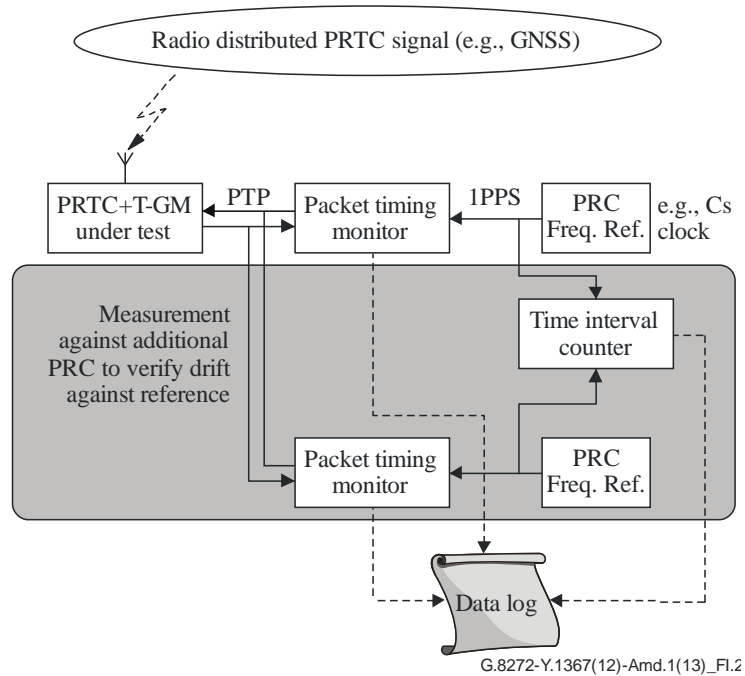 Radio distributed PRTC signal (e.g., GNSS)
PRTC+T-GM
under test
PTP
Packet timing
monitor
1PPS
PRC
Freq. Ref.
e.g., Cs
clock
Measurement
against additional
PRC to verify drift
against reference
Time interval
counter
Packet timing
monitor
PRC
Freq. Ref.
Data log
G.8272-Y.1367(12)-Amd.1(13)_FI.2